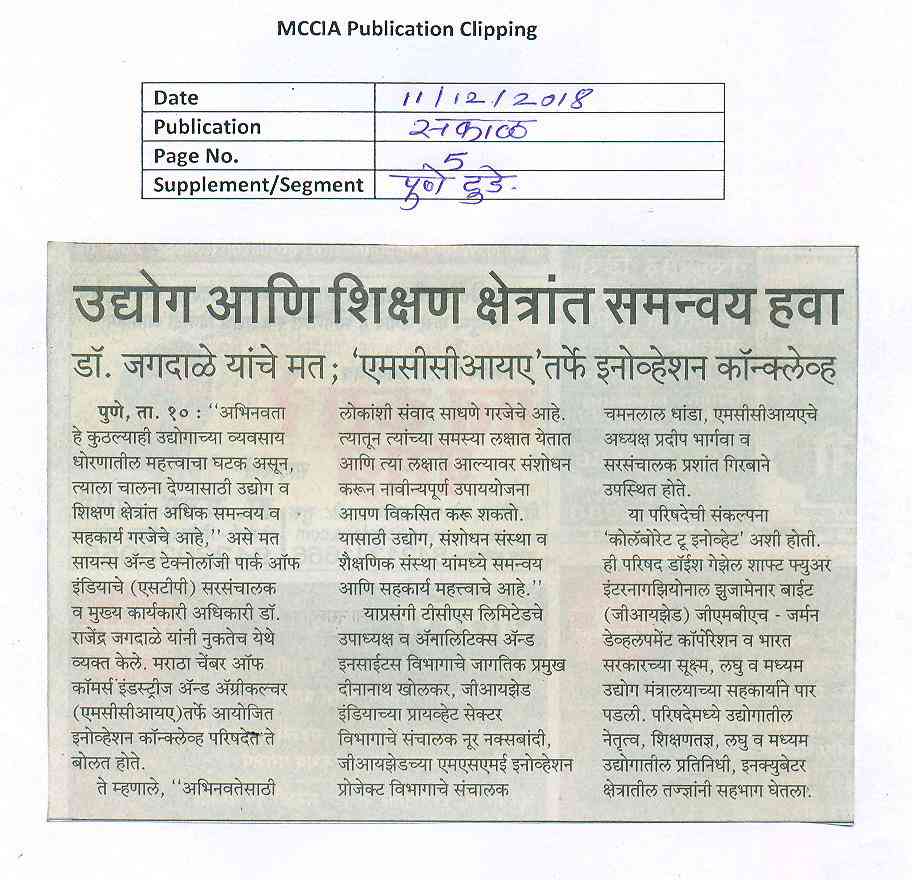 MCCIA Publication Clipping
Date 11/12/2018
Publication सकाळ
Page No. 5
Supplement/Segment पुणे टुडे.
उद्योग आणि शिक्षण क्षेत्रांत समन्वय हवा
डॉ. जगदाळे यांचे मत; 'एमसीसीआयए'तर्फे इनोव्हेशन कॉन्क्लेव्ह
पुणे, ता. १० : ''अभिनवता
हे कुठल्याही उद्योगाच्या व्यवसाय
धोरणातील महत्त्वाचा घटक असून,
त्याला चालना देण्यासाठी उद्योग व
शिक्षण क्षेत्रांत अधिक समन्वय व
सहकार्य गरजेचे आहे,'' असे मत
सायन्स अँड टेक्नोलॉजी पार्क ऑफ
इंडियाचे (एसटीपी) सरसंचालक
व मुख्य कार्यकारी अधिकारी डॉ.
राजेंद्र जगदाळे यांनी नुकतेच येथे
व्यक्त केले. मराठा चेंबर ऑफ
कॉमर्स इंडस्ट्रीज अँड अ‍ॅग्रीकल्चर
(एमसीसीआयए)तर्फे आयोजित
इनोव्हेशन कॉन्क्लेव्ह परिषदेत ते
बोलत होते.
ते म्हणाले, ''अभिनवतेसाठी
लोकांशी संवाद साधणे गरजेचे आहे.
त्यातून त्यांच्या समस्या लक्षात येतात
आणि त्या लक्षात आल्यावर संशोधन
करून नावीन्यपूर्ण उपाययोजना
आपण विकसित करू शकतो.
यासाठी उद्योग, संशोधन संस्था व
शैक्षणिक संस्था यांमध्ये समन्वय
आणि सहकार्य महत्त्वाचे आहे.''
याप्रसंगी टीसीएस लिमिटेडचे
उपाध्यक्ष व अ‍ॅनालिटिक्स अँड
इनसाईटस विभागाचे जागतिक प्रमुख
दीनानाथ खोलकर, जीआयझेड
इंडियाच्या प्रायव्हेट सेक्टर
विभागाचे संचालक नूर नक्सबांदी,
जीआयझेडच्या एमएसएमई इनोव्हेशन
प्रोजेक्ट विभागाचे संचालक
चमनलाल धांडा, एमसीसीआयएचे
अध्यक्ष प्रदीप भार्गवा व
सरसंचालक प्रशांत गिरबाने
उपस्थित होते.
या परिषदेची संकल्पना
'कोलॅबोरेट टू इनोव्हेट' अशी होती.
ही परिषद डॉईश गेझेल शाफ्ट फ्युअर
इंटरनागझियोनाल झुजामेनार बाईट
(जीआयझेड) जीएमबीएच - जर्मन
डेव्हलपमेंट कॉर्पोरेशन व भारत
सरकारच्या सूक्ष्म, लघु व मध्यम
उद्योग मंत्रालयाच्या सहकार्याने पार
पडली. परिषदेमध्ये उद्योगातील
नेतृत्व, शिक्षणतज्ञ, लघु व मध्यम
उद्योगातील प्रतिनिधी, इनक्युबेटर
क्षेत्रातील तज्ज्ञांनी सहभाग घेतला.